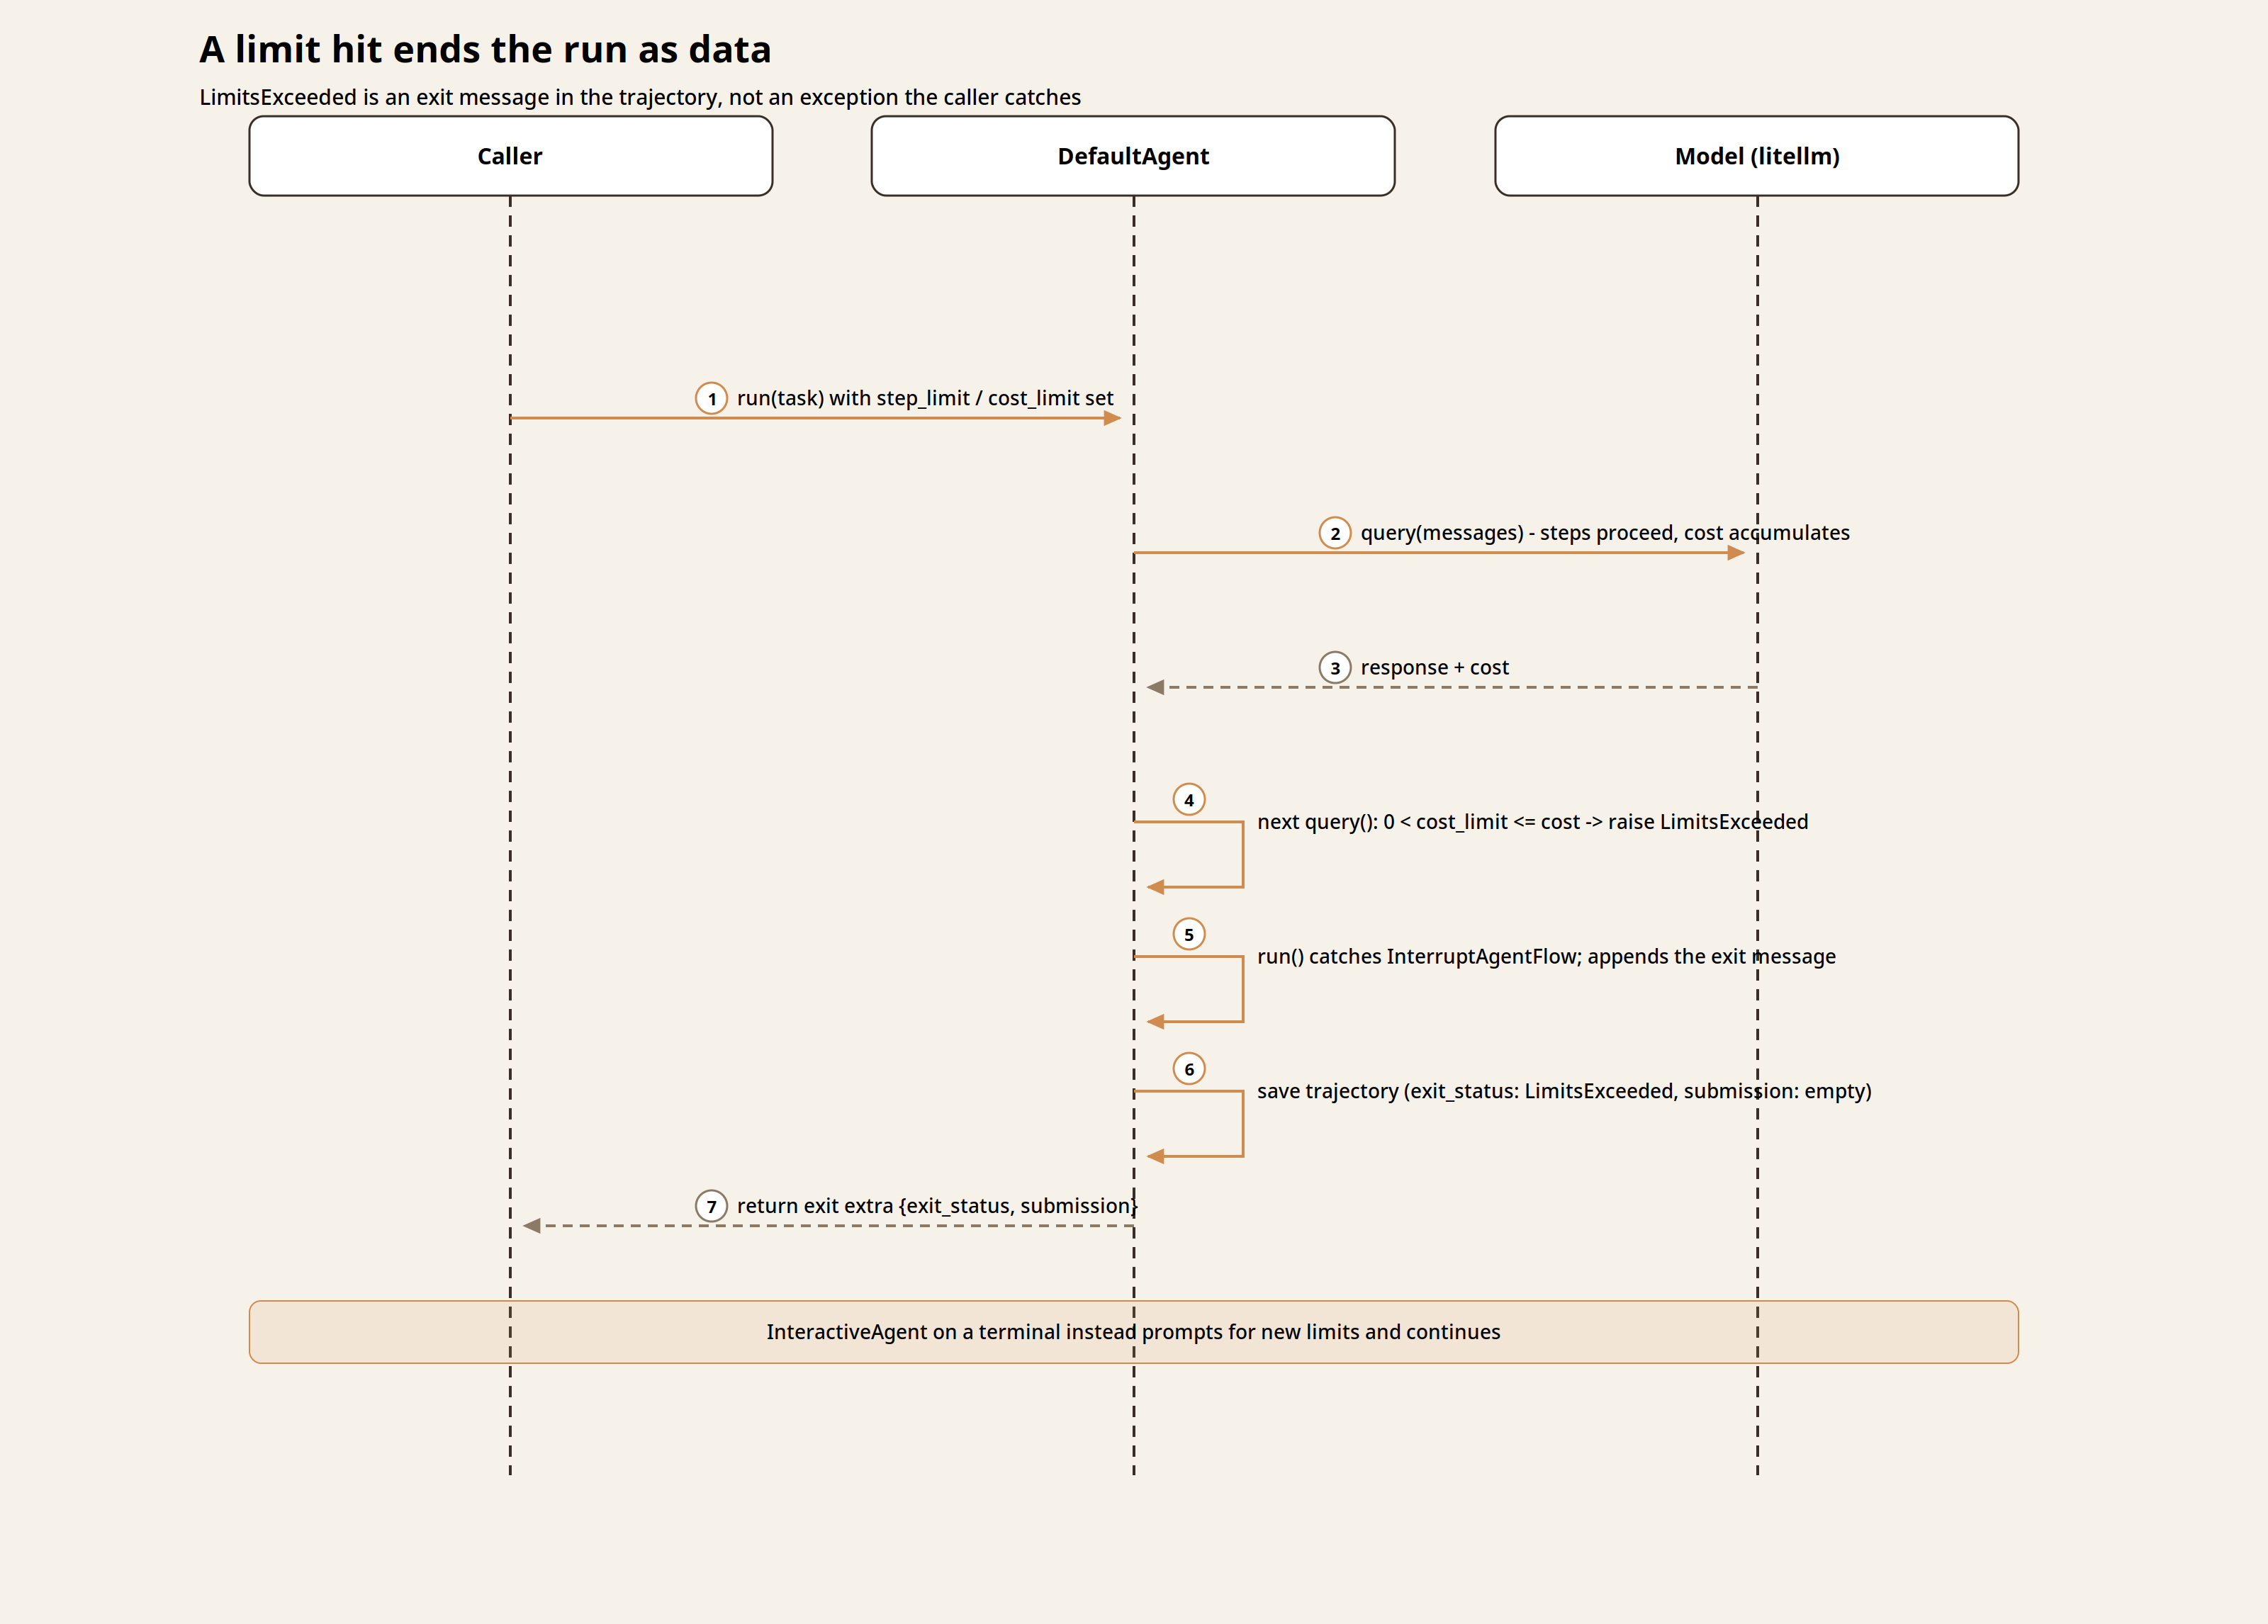 A limit hit ends the run as data
LimitsExceeded is an exit message in the trajectory, not an exception the caller catches
Caller
DefaultAgent
Model (litellm)
1 run(task) with step_limit / cost_limit set
2 query(messages) - steps proceed, cost accumulates
3 response + cost
4
next query(): 0 < cost_limit <= cost -> raise LimitsExceeded
5
run() catches InterruptAgentFlow; appends the exit message
6
save trajectory (exit_status: LimitsExceeded, submission: empty)
7 return exit extra {exit_status, submission}
InteractiveAgent on a terminal instead prompts for new limits and continues